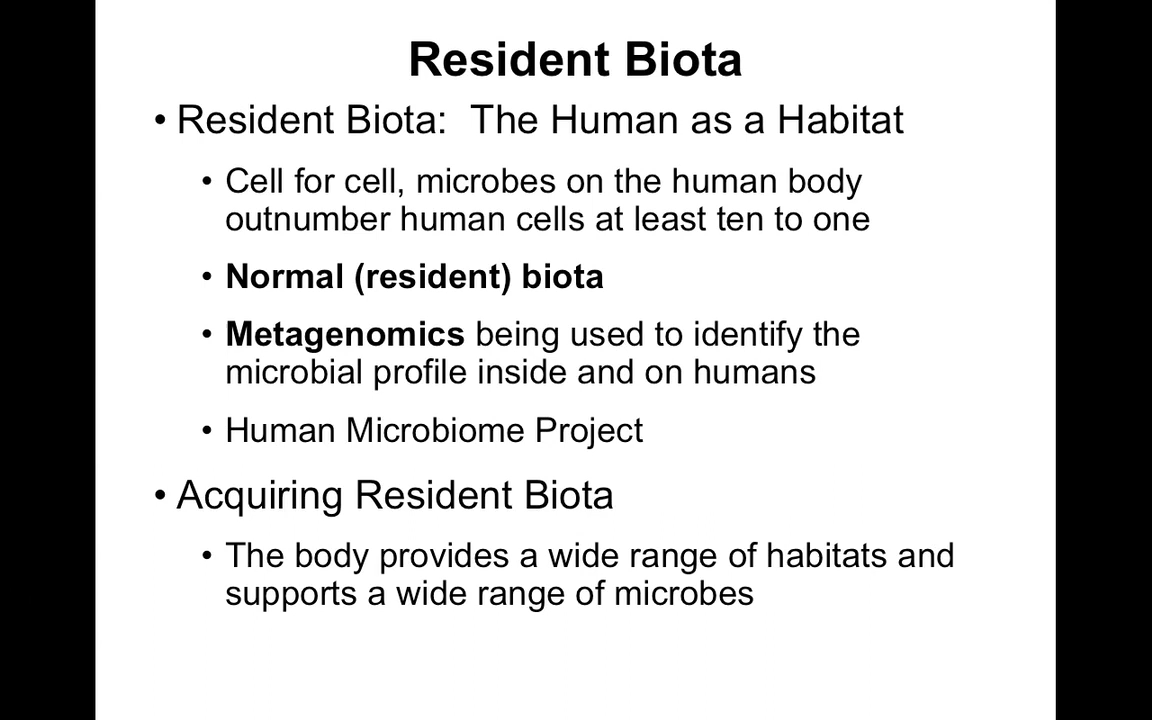 Resident Biota
• Resident Biota:  The Human as a Habitat
• Cell for cell, microbes on the human body
outnumber human cells at least ten to one
• Normal (resident) biota
• Metagenomics being used to identify the
microbial profile inside and on humans
• Human Microbiome Project
• Acquiring Resident Biota
• The body provides a wide range of habitats and
supports a wide range of microbes